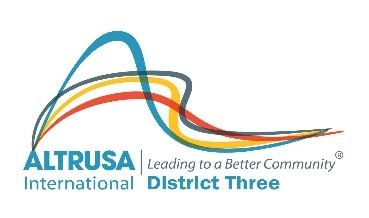 ALTRUSA | Leading to a Better Community®
International District Three